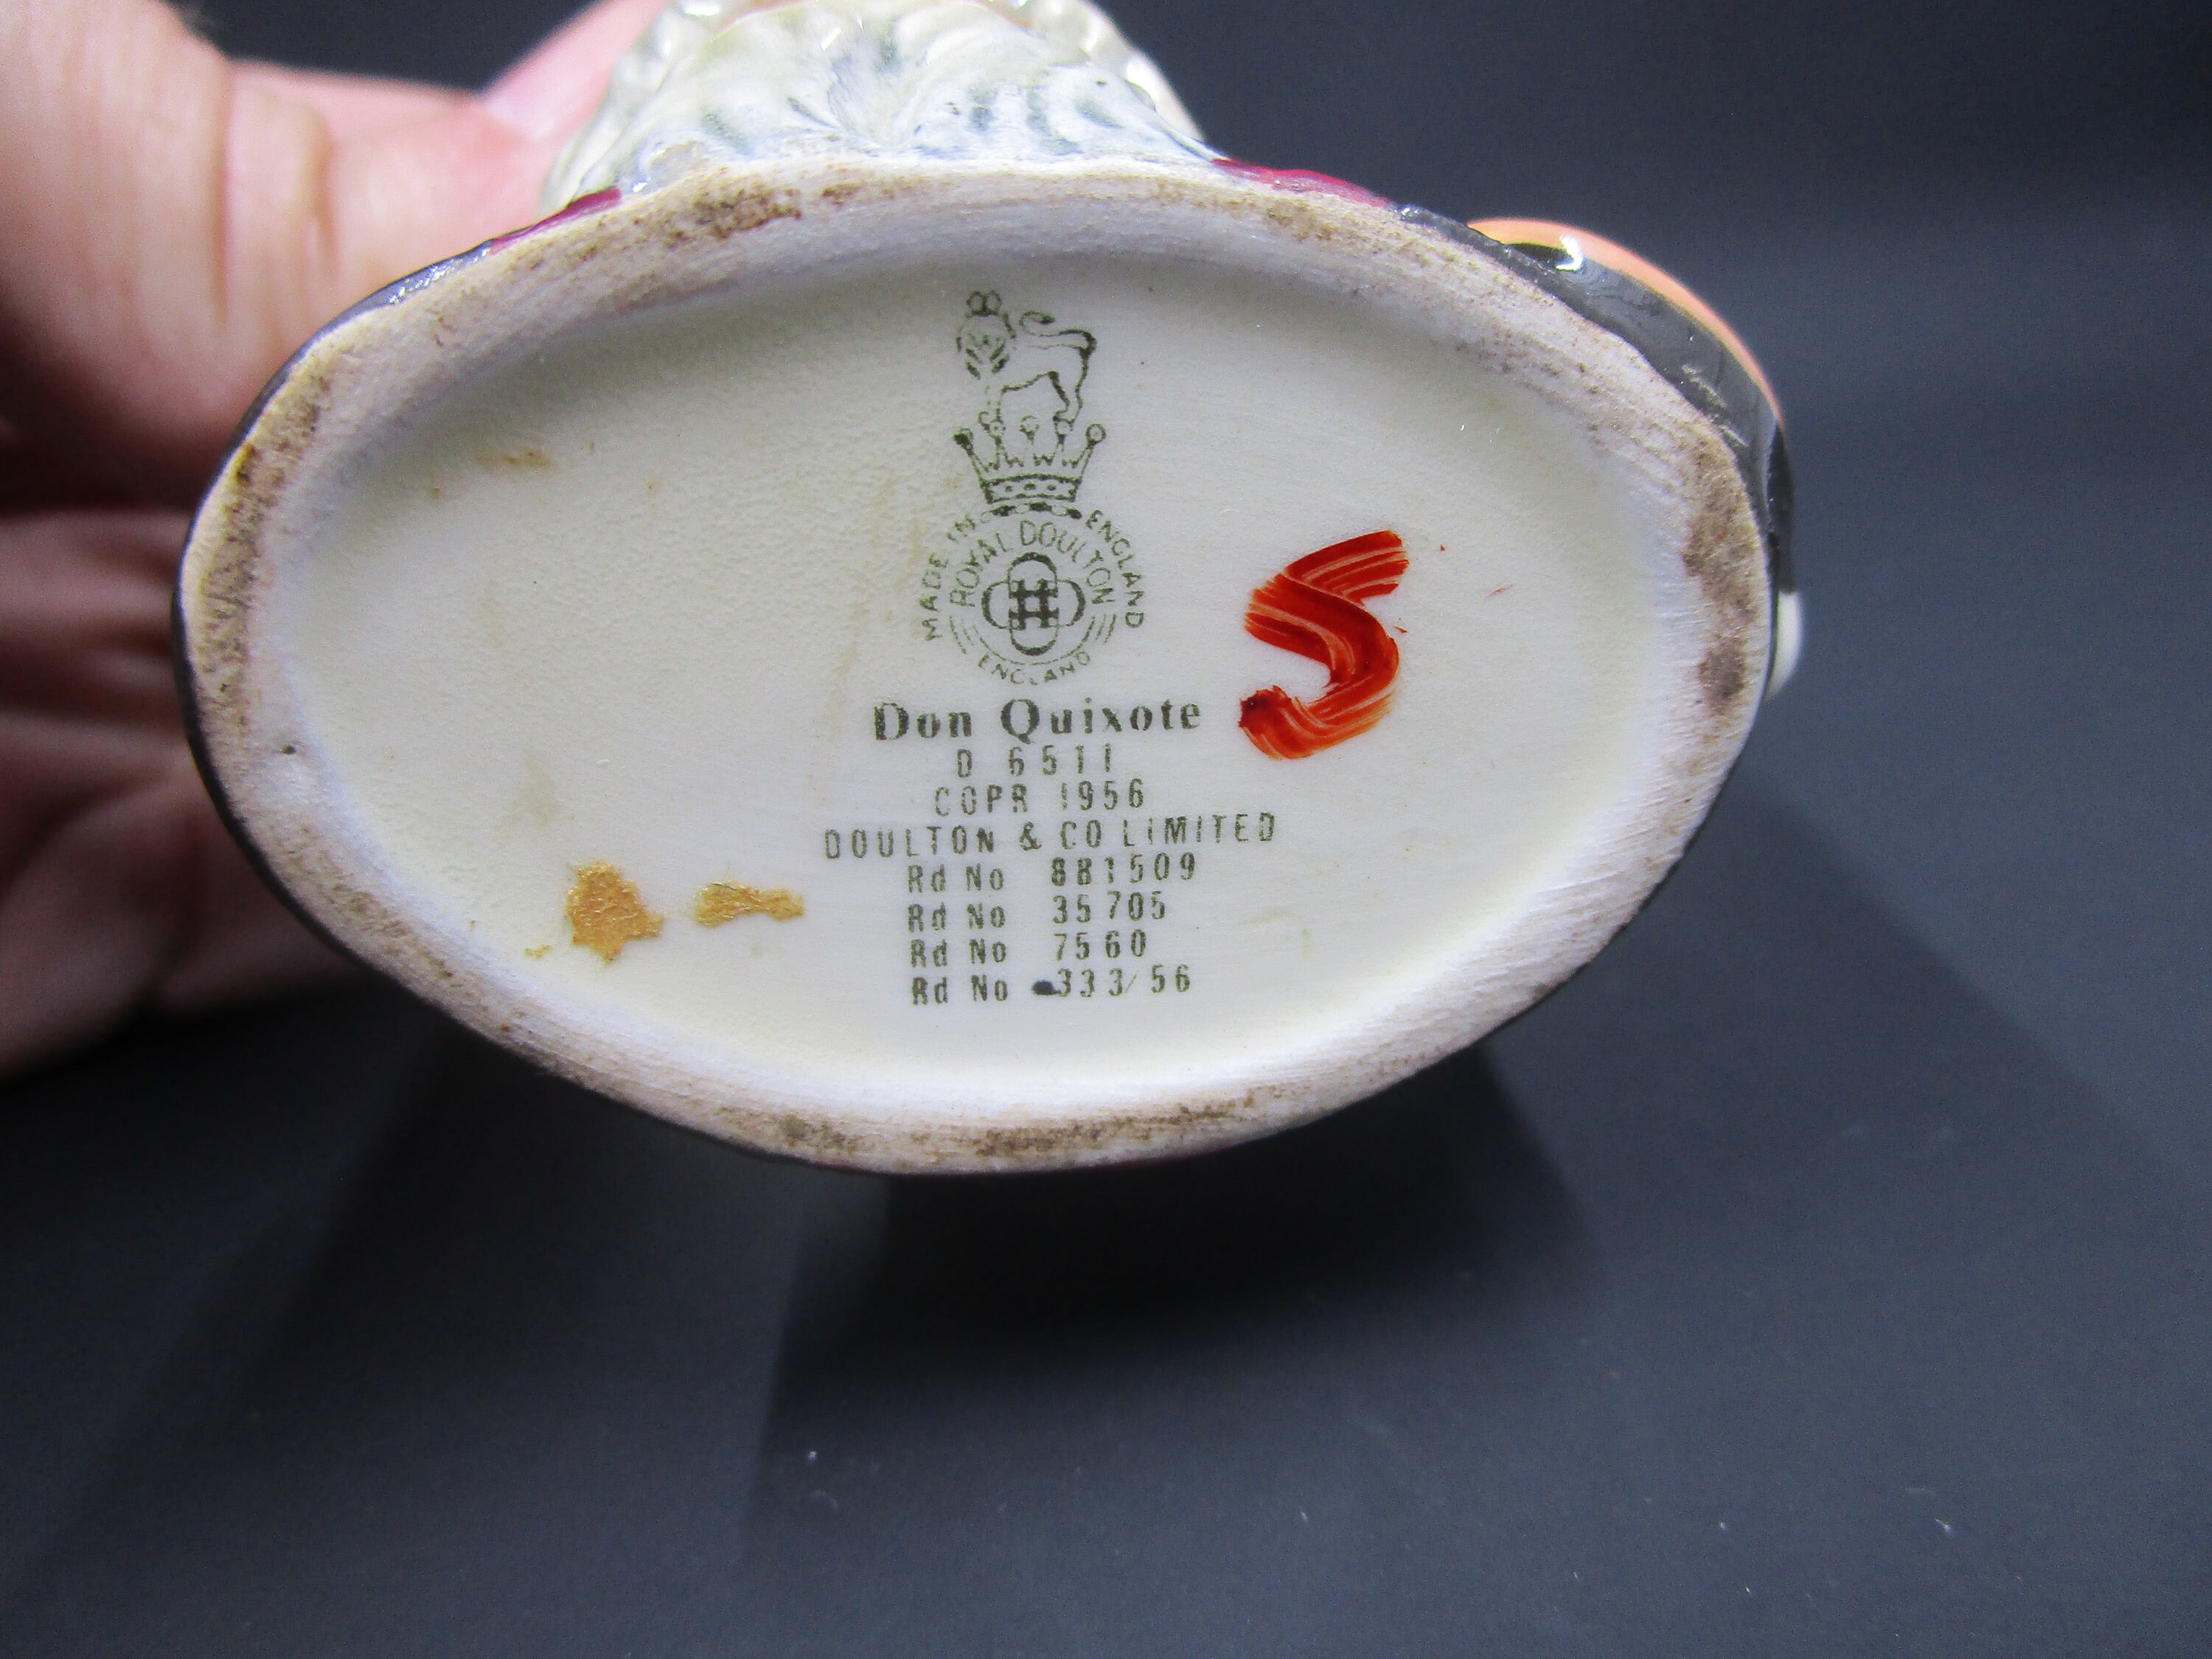 MADE IN ENGLAND
ROYAL DOULTON
ENGLAND
Don Quixote
D 6511
COPR 1956
DOULTON & CO LIMITED
Rd No 881509
Rd No 35705
Rd No 7560
Rd No 333/56
S